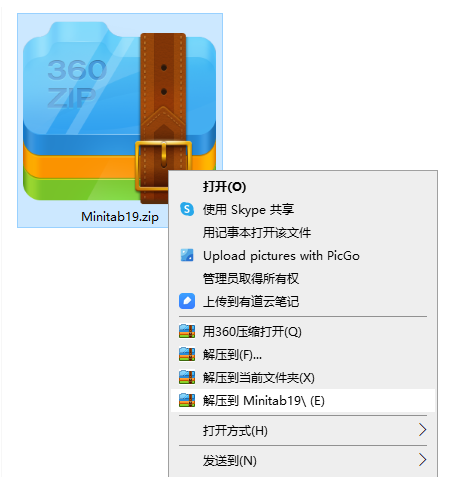 360
ZIP
Minitab19.zip
打开(O)
使用 Skype 共享
用记事本打开该文件
Upload pictures with PicGo
管理员取得所有权
上传到有道云笔记
用360压缩打开(Q)
解压到(F)...
解压到当前文件夹(X)
解压到 Minitab19\ (E)
打开方式(H)
发送到(N)